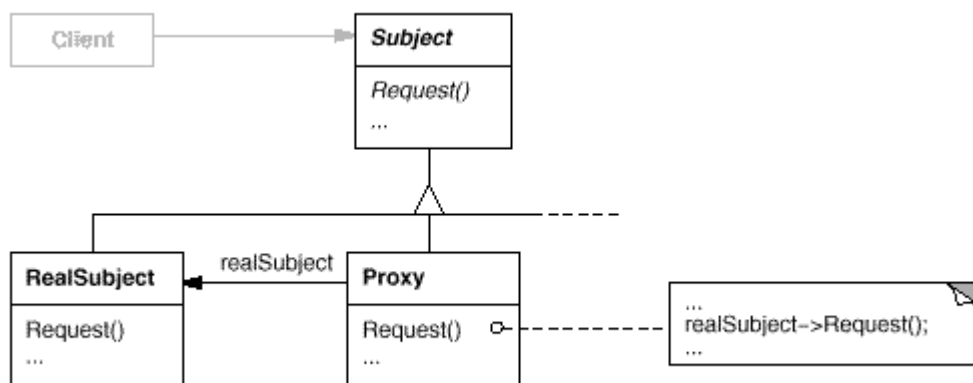 Client
Subject
Request()
...
realSubject
RealSubject
Request()
...
Proxy
Request()
...
...
realSubject->Request();
...